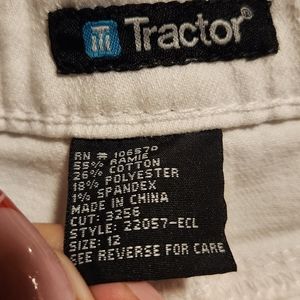 Tractor®
RN # 10657D
55% RAMIE
26% COTTON
18% POLYESTER
1% SPANDEX
MADE IN CHINA
CUT: 3256
STYLE: 22057-ECL
SIZE: 12
SEE REVERSE FOR CARE